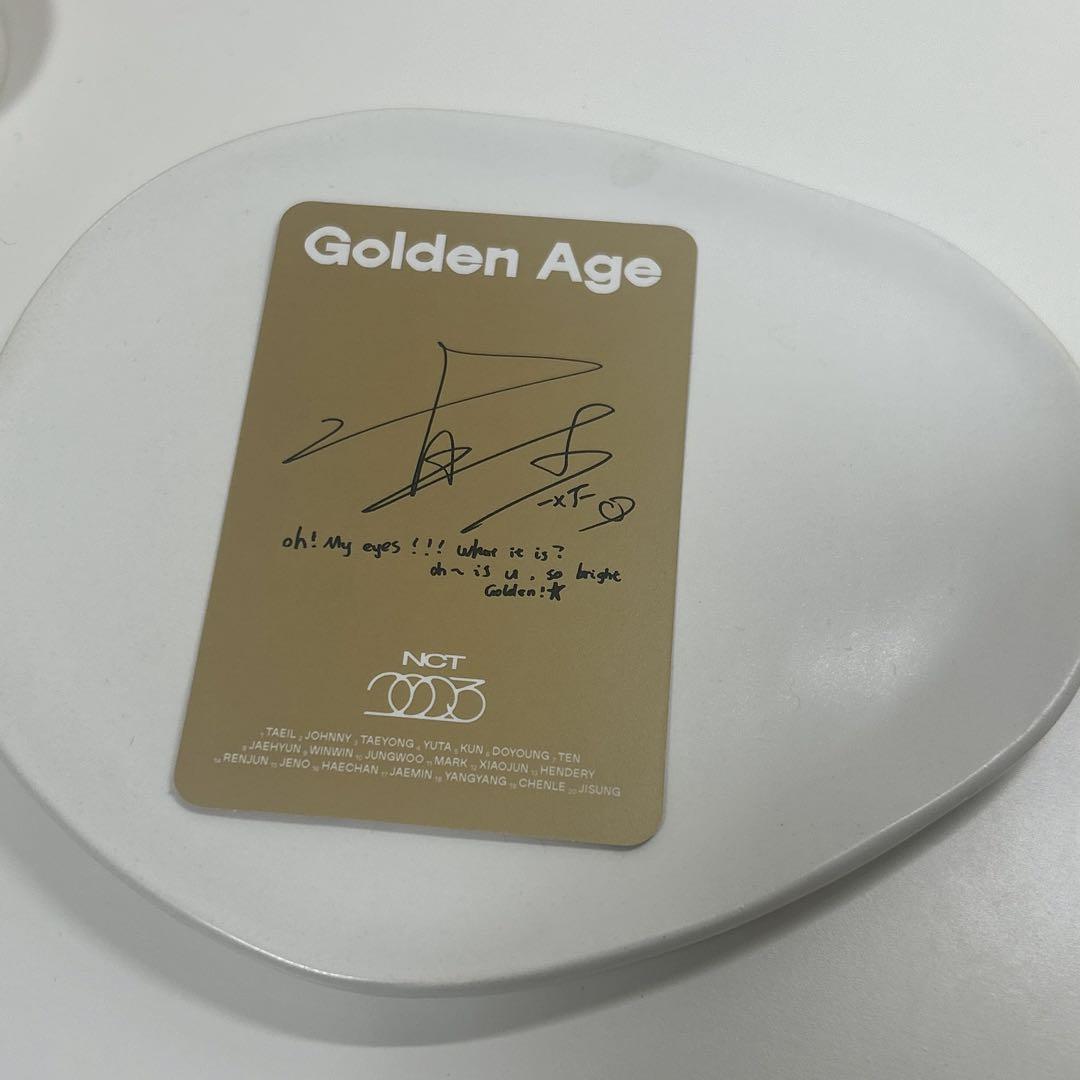 Golden Age
-xT-
oh! My eyes !!! Where it is?
oh~ is u, so bright
Golden!★
NCT
2023
1 TAEIL 2 JOHNNY 3 TAEYONG 4 YUTA 5 KUN 6 DOYOUNG 7 TEN
8 JAEHYUN 9 WINWIN 10 JUNGWOO 11 MARK 12 XIAOJUN 13 HENDERY
14 RENJUN 15 JENO 16 HAECHAN 17 JAEMIN 18 YANGYANG 19 CHENLE 20 JISUNG